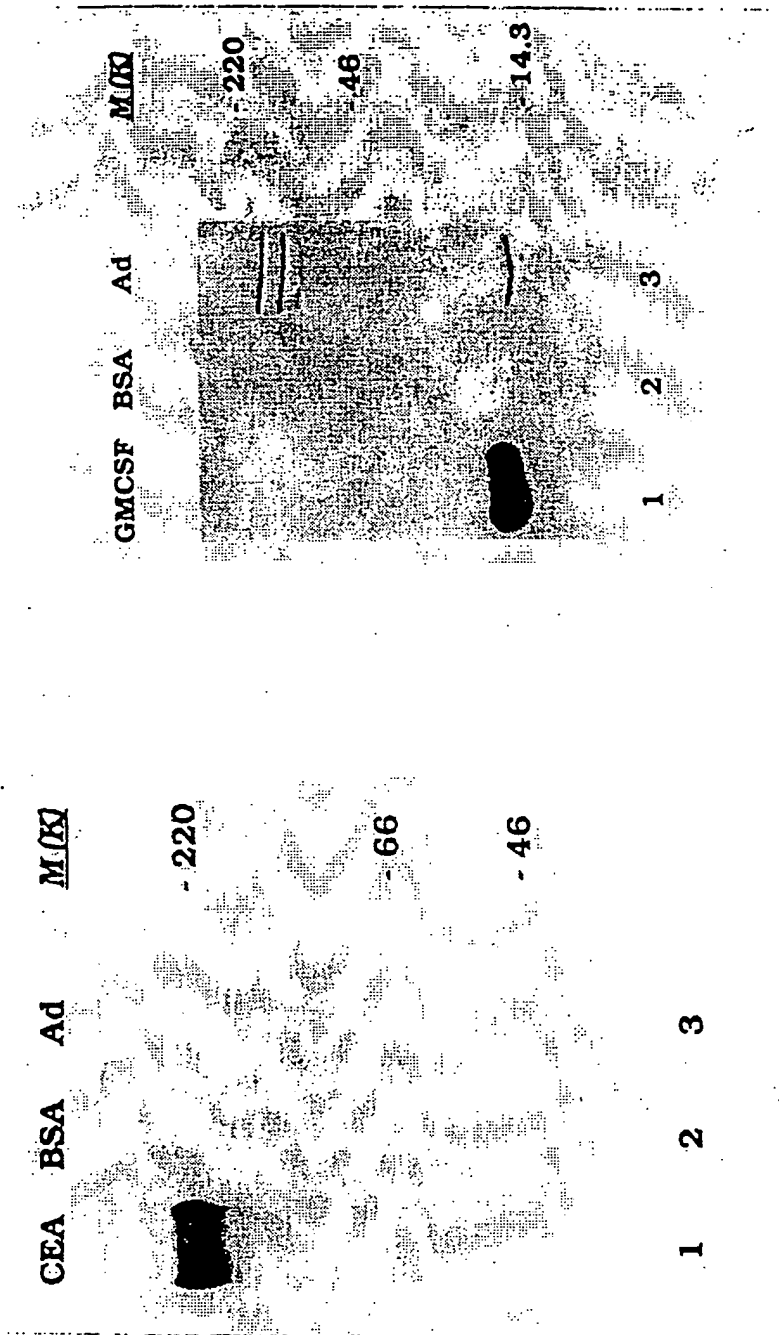 CEA BSA Ad M (K)
- 220
- 66
- 46
1 2 3
GMCSF BSA Ad M (K)
- 220
- 46
- 14.3
1 2 3